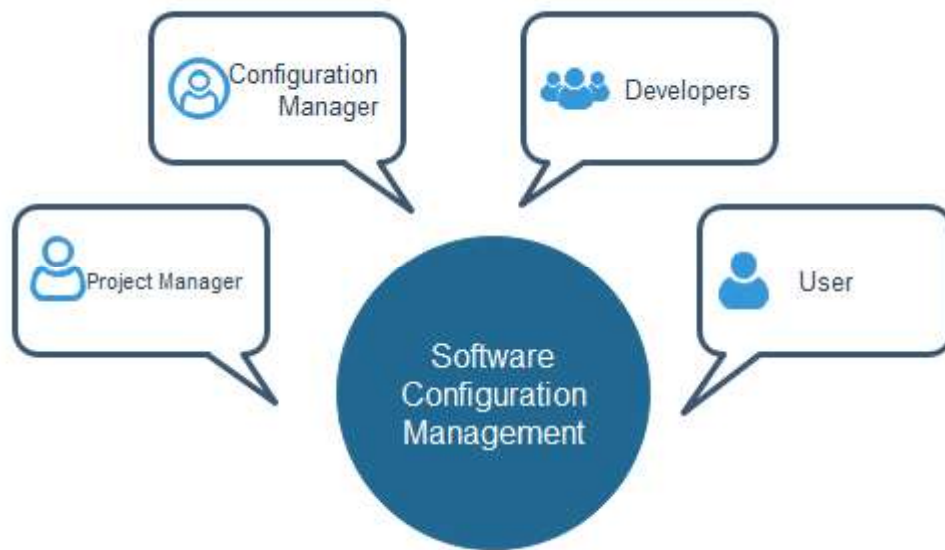 Configuration
Manager
Developers
Project Manager
User
Software
Configuration
Management